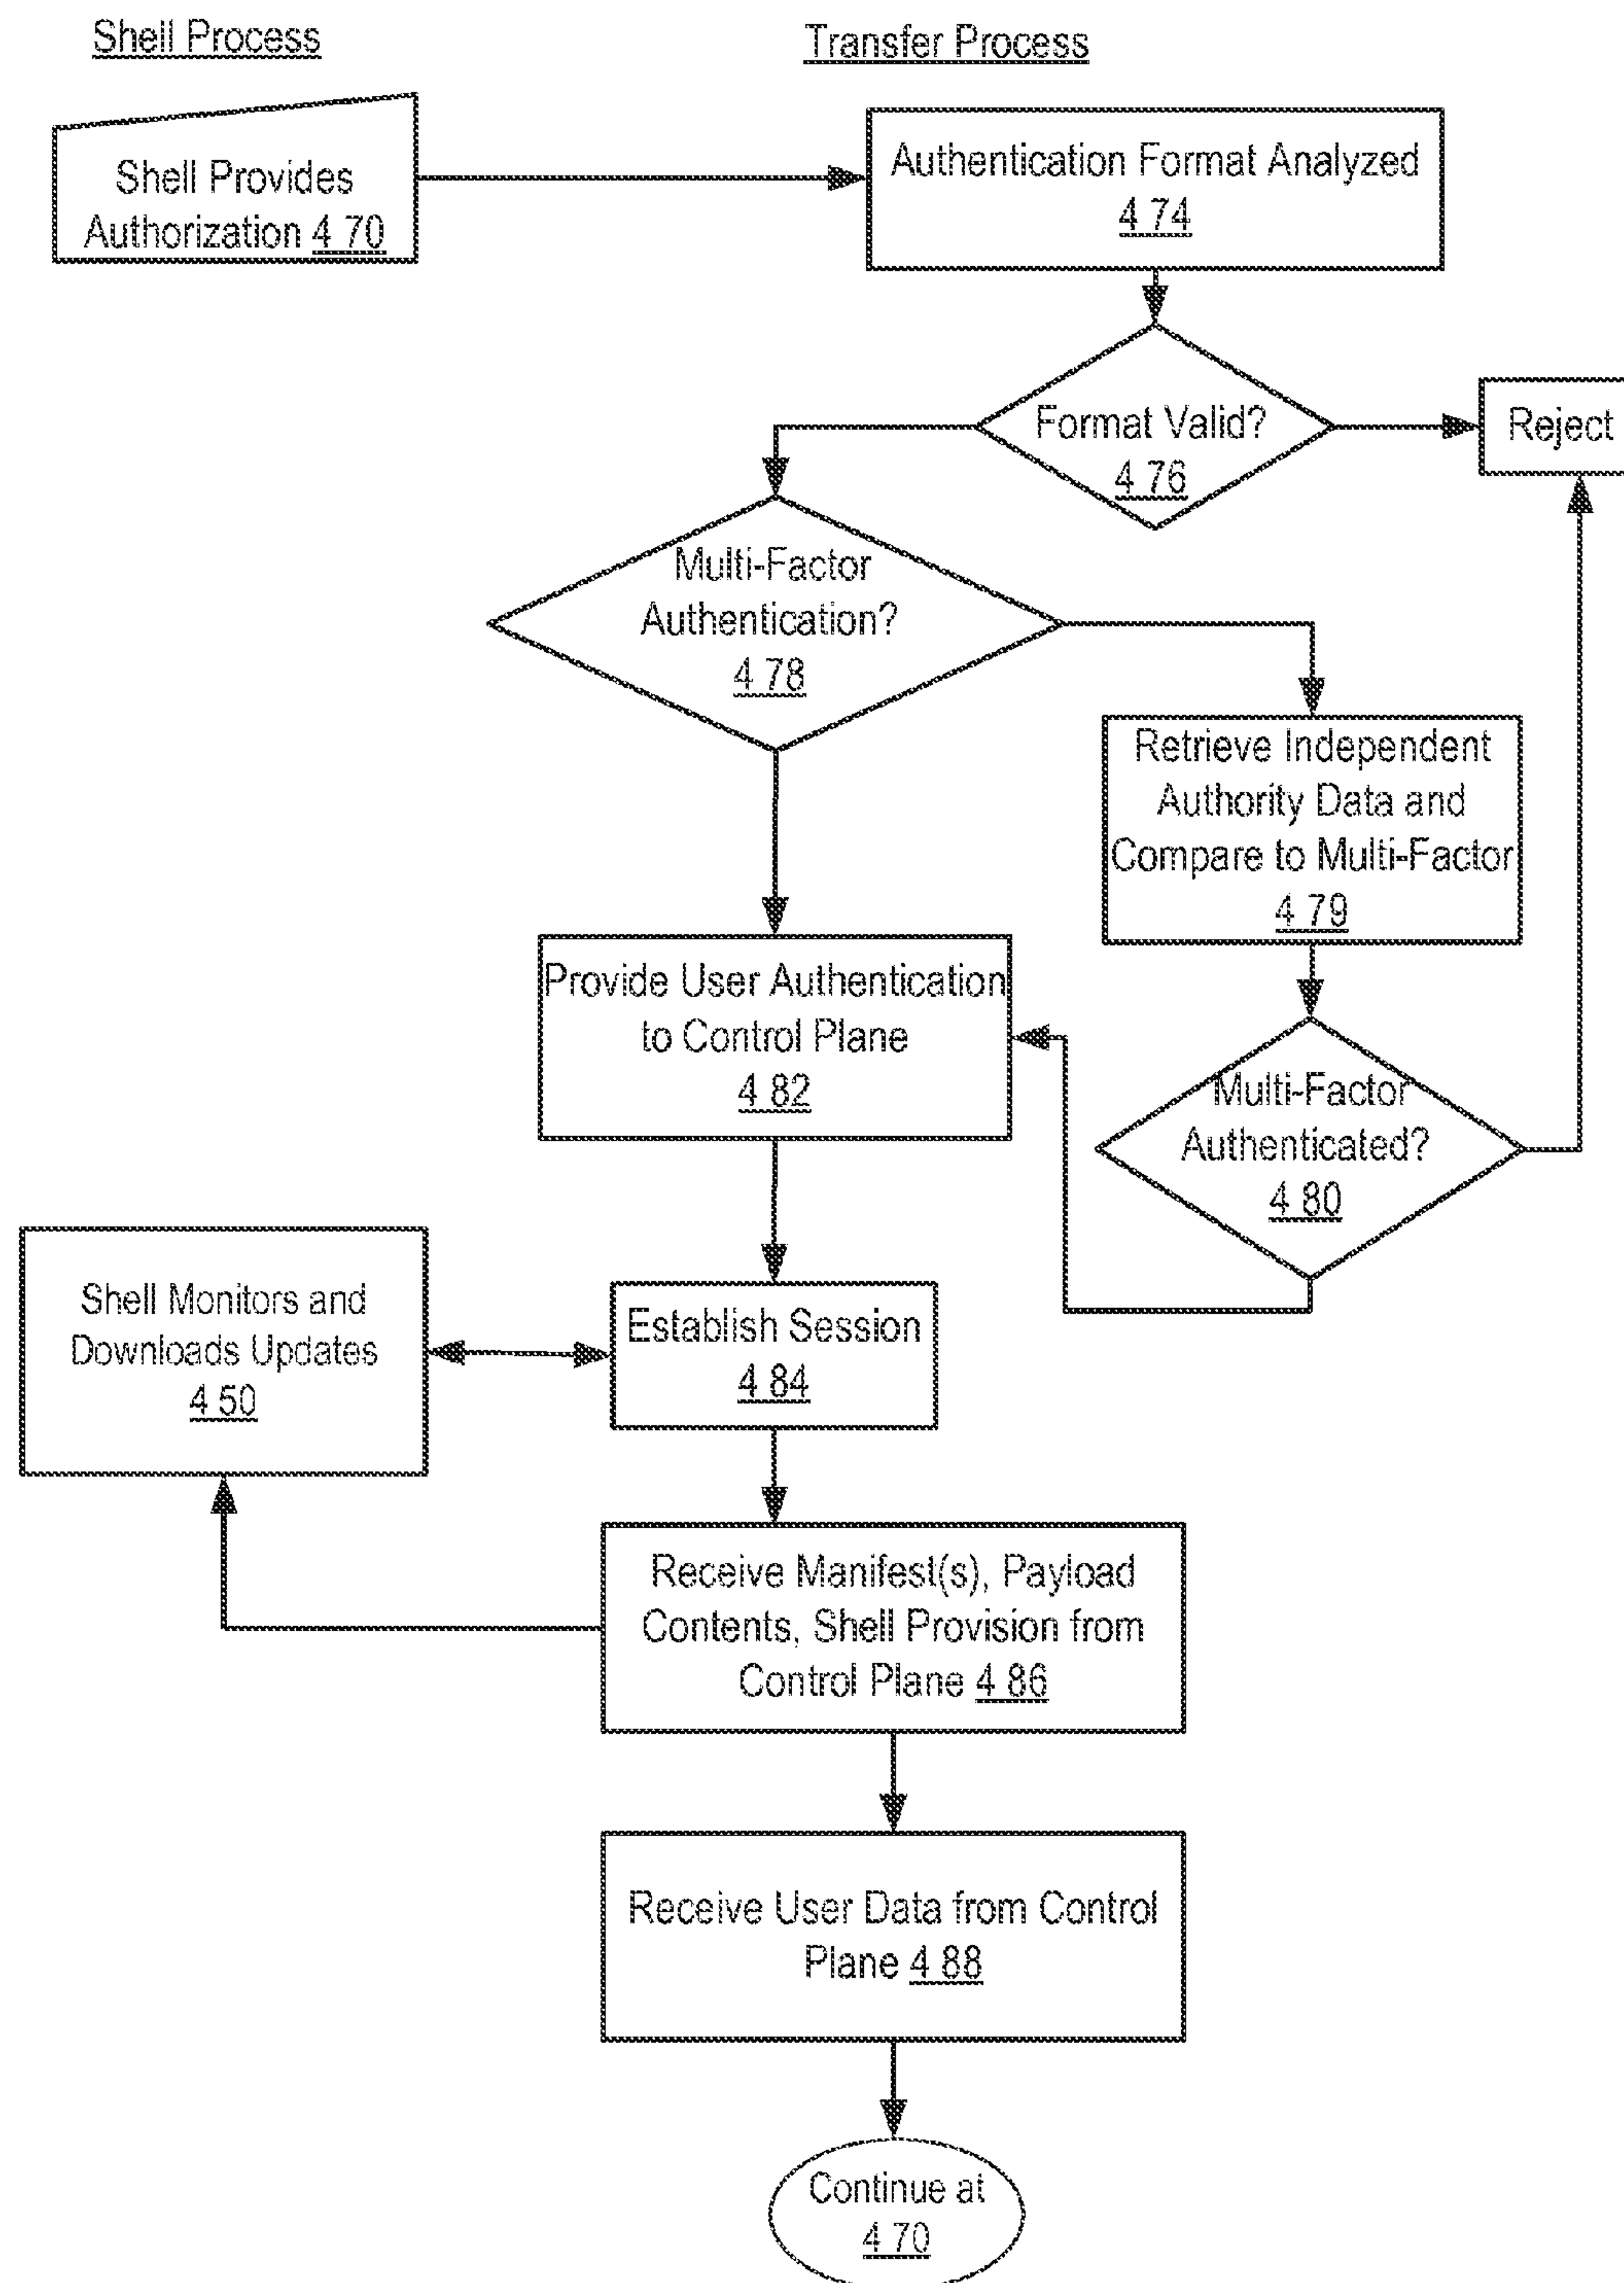 Shell Process
Transfer Process
Shell Provides
Authorization 4 70
Authentication Format Analyzed
4 74
Format Valid?
4 76
Reject
Multi-Factor
Authentication?
4 78
Retrieve Independent
Authority Data and
Compare to Multi-Factor
4 79
Provide User Authentication
to Control Plane
4 82
Multi-Factor
Authenticated?
4 80
Shell Monitors and
Downloads Updates
4 50
Establish Session
4 84
Receive Manifest(s), Payload
Contents, Shell Provision from
Control Plane 4 86
Receive User Data from Control
Plane 4 88
Continue at
4 70